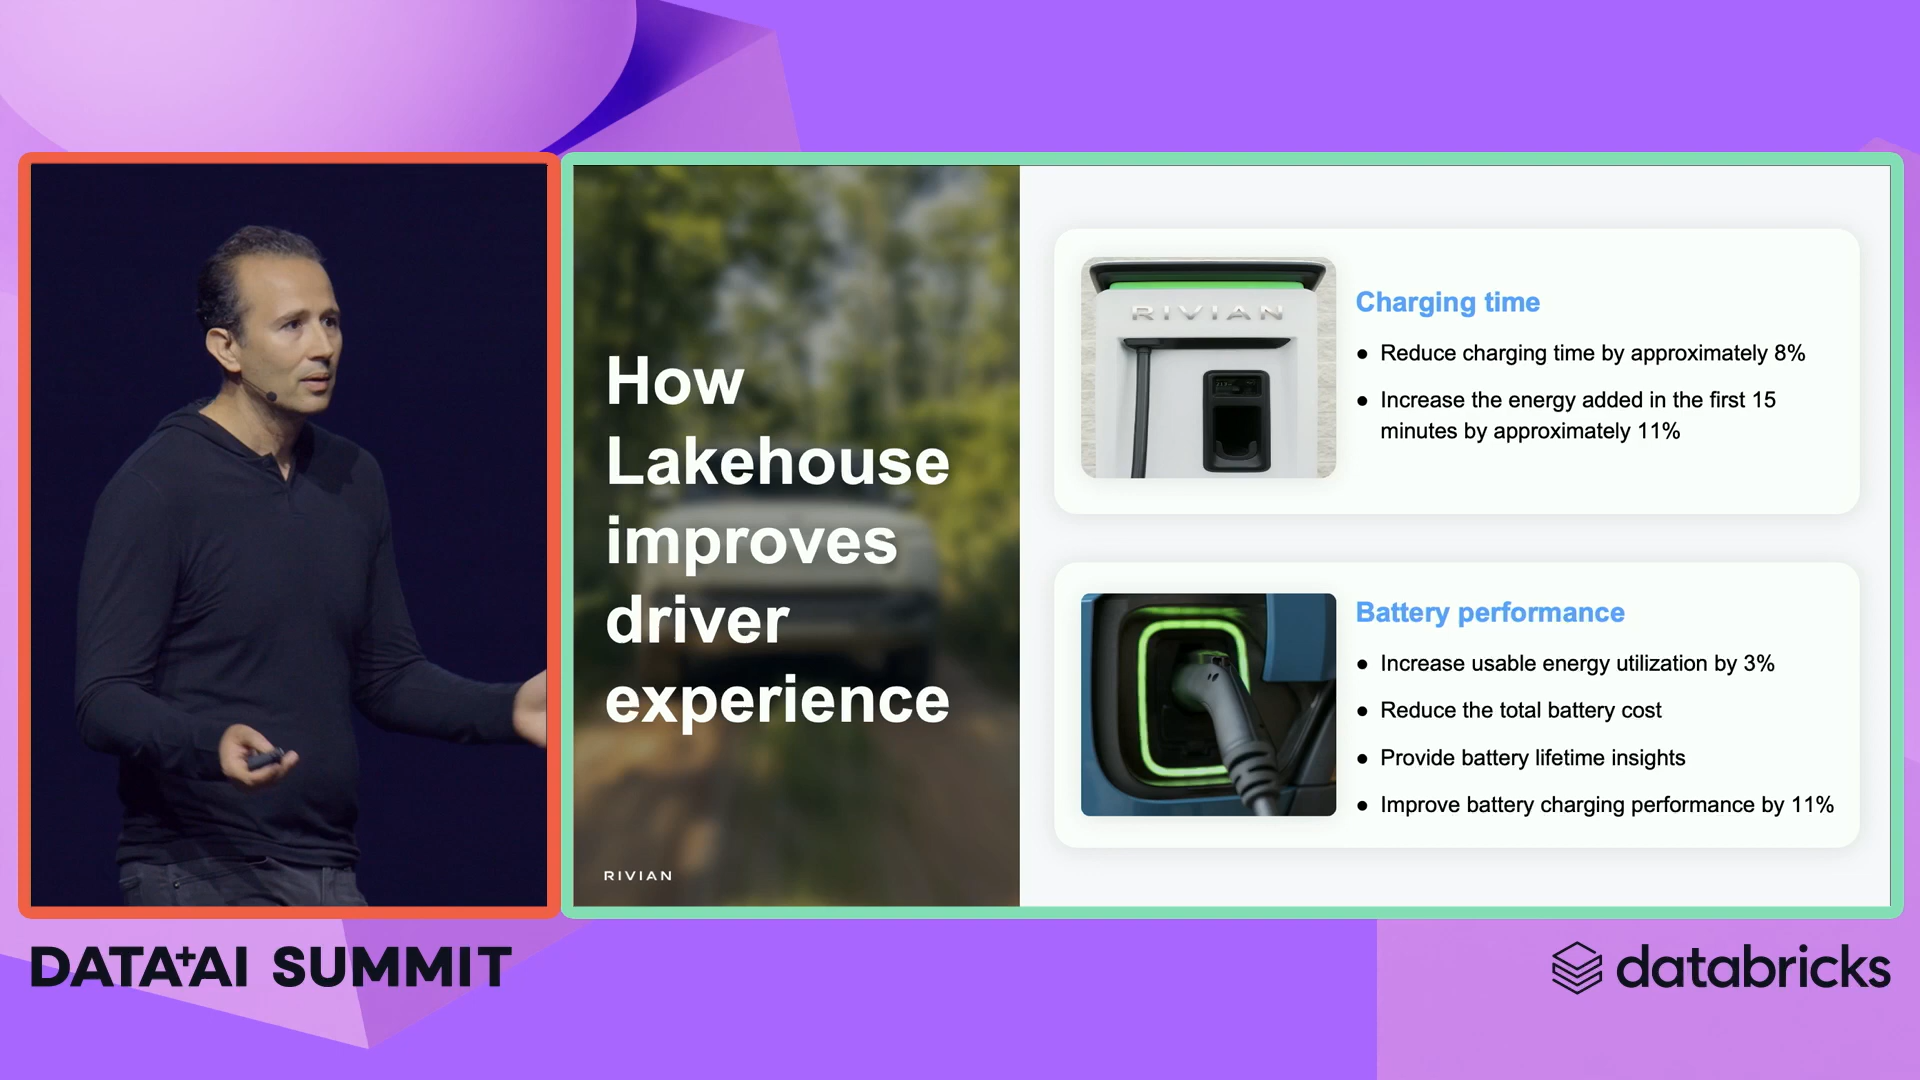 How
Lakehouse
improves
driver
experience
RIVIAN
RIVIAN
Charging time
● Reduce charging time by approximately 8%
● Increase the energy added in the first 15
minutes by approximately 11%
Battery performance
● Increase usable energy utilization by 3%
● Reduce the total battery cost
● Provide battery lifetime insights
● Improve battery charging performance by 11%
DATA+AI SUMMIT
databricks